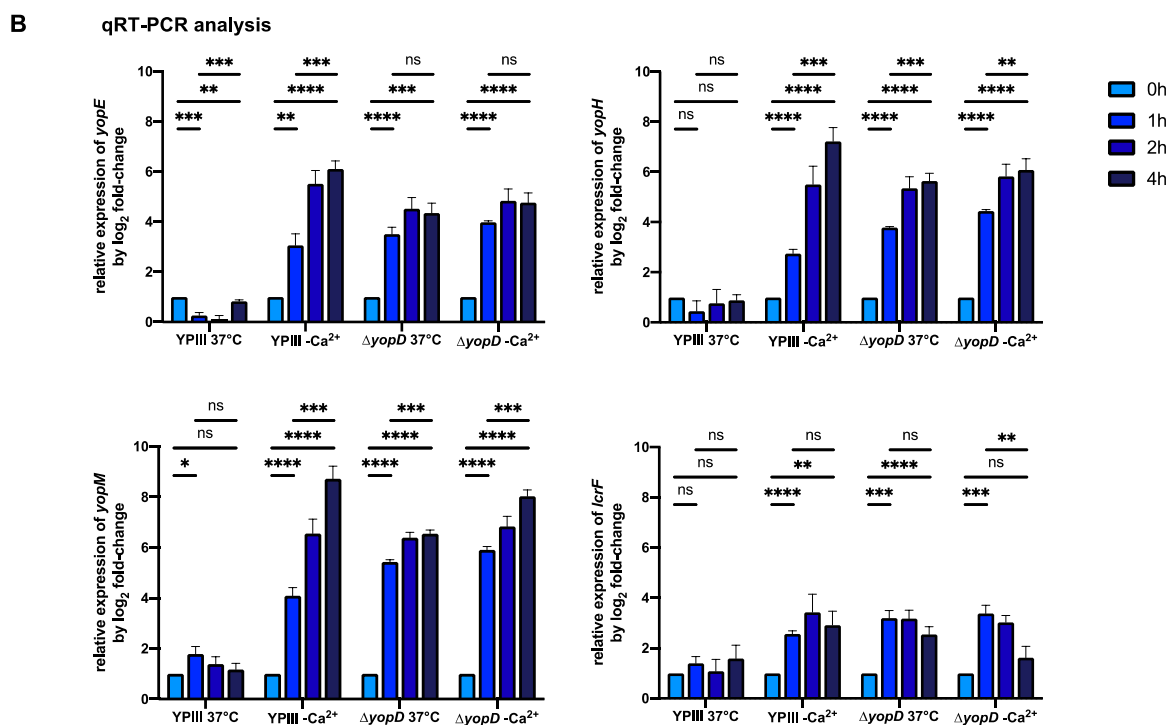 B
qRT-PCR analysis
relative expression of yopE
by log₂ fold-change
10
8
6
4
2
0
*** *** ns ns
** **** *** ****
*** ** **** ****
YPIII 37°C YPIII -Ca²⁺ ΔyopD 37°C ΔyopD -Ca²⁺
relative expression of yopH
by log₂ fold-change
10
8
6
4
2
0
ns *** *** **
ns **** **** ****
ns **** **** ****
YPIII 37°C YPIII -Ca²⁺ ΔyopD 37°C ΔyopD -Ca²⁺
0h
1h
2h
4h
relative expression of yopM
by log₂ fold-change
10
8
6
4
2
0
ns *** *** ***
ns **** **** ****
* **** **** ****
YPIII 37°C YPIII -Ca²⁺ ΔyopD 37°C ΔyopD -Ca²⁺
relative expression of lcrF
by log₂ fold-change
10
8
6
4
2
0
ns ns ns **
ns ** **** ns
ns **** *** ***
YPIII 37°C YPIII -Ca²⁺ ΔyopD 37°C ΔyopD -Ca²⁺